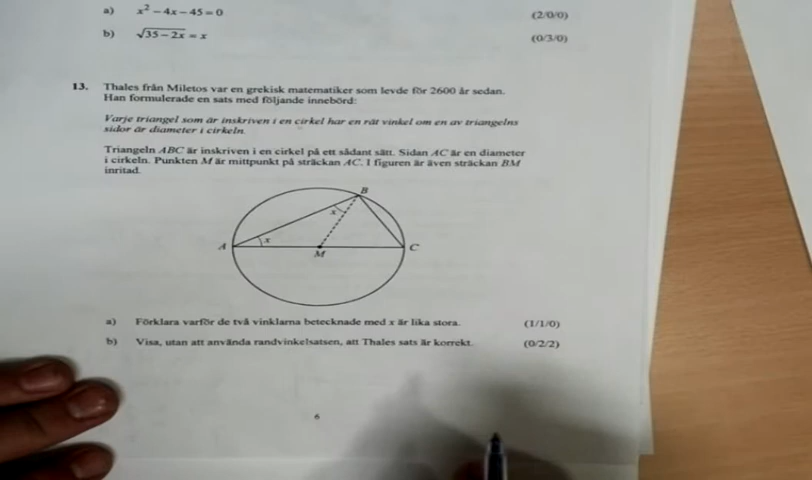 a) x² − 4x − 45 = 0 (2/0/0)
b) √35 − 2x = x (0/3/0)
13. Thales från Miletos var en grekisk matematiker som levde för 2600 år sedan.
Han formulerade en sats med följande innebörd:
Varje triangel som är inskriven i en cirkel har en rät vinkel om en av triangelns
sidor är diameter i cirkeln.
Triangeln ABC är inskriven i en cirkel på ett sådant sätt. Sidan AC är en diameter
i cirkeln. Punkten M är mittpunkt på sträckan AC. I figuren är även sträckan BM
inritad.
B
x
A x C
M
a) Förklara varför de två vinklarna betecknade med x är lika stora. (1/1/0)
b) Visa, utan att använda randvinkelsatsen, att Thales sats är korrekt. (0/2/2)
6